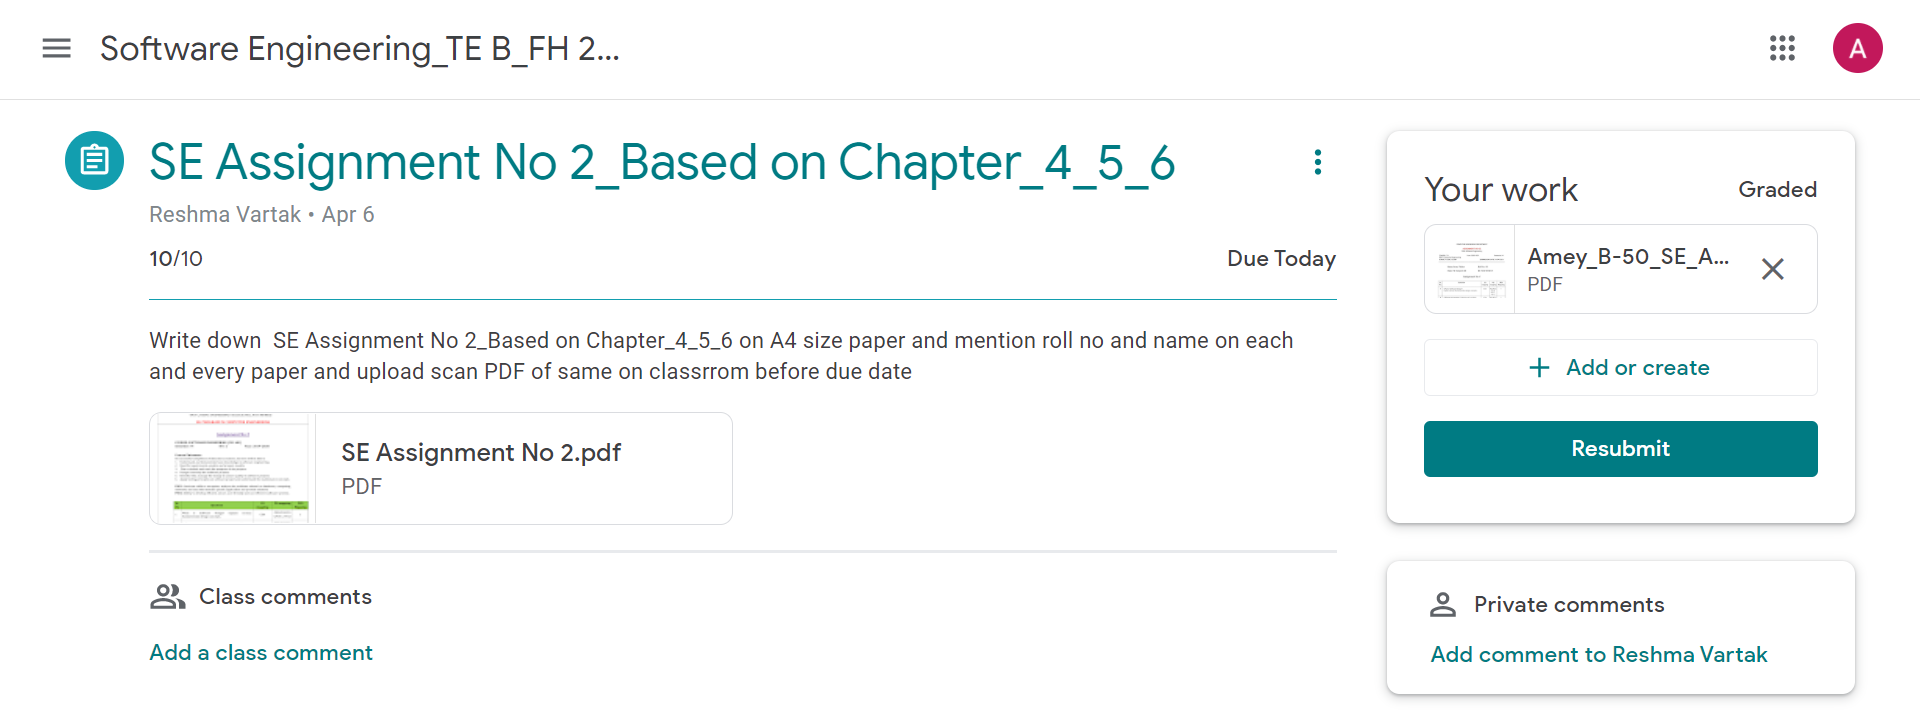 Software Engineering_TE B_FH 2...
A
SE Assignment No 2_Based on Chapter_4_5_6
Reshma Vartak • Apr 6
10/10
Due Today
Write down  SE Assignment No 2_Based on Chapter_4_5_6 on A4 size paper and mention roll no and name on each
and every paper and upload scan PDF of same on classrrom before due date
SE Assignment No 2.pdf
PDF
Class comments
Add a class comment
Your work
Graded
Amey_B-50_SE_A...
PDF
Add or create
Resubmit
Private comments
Add comment to Reshma Vartak